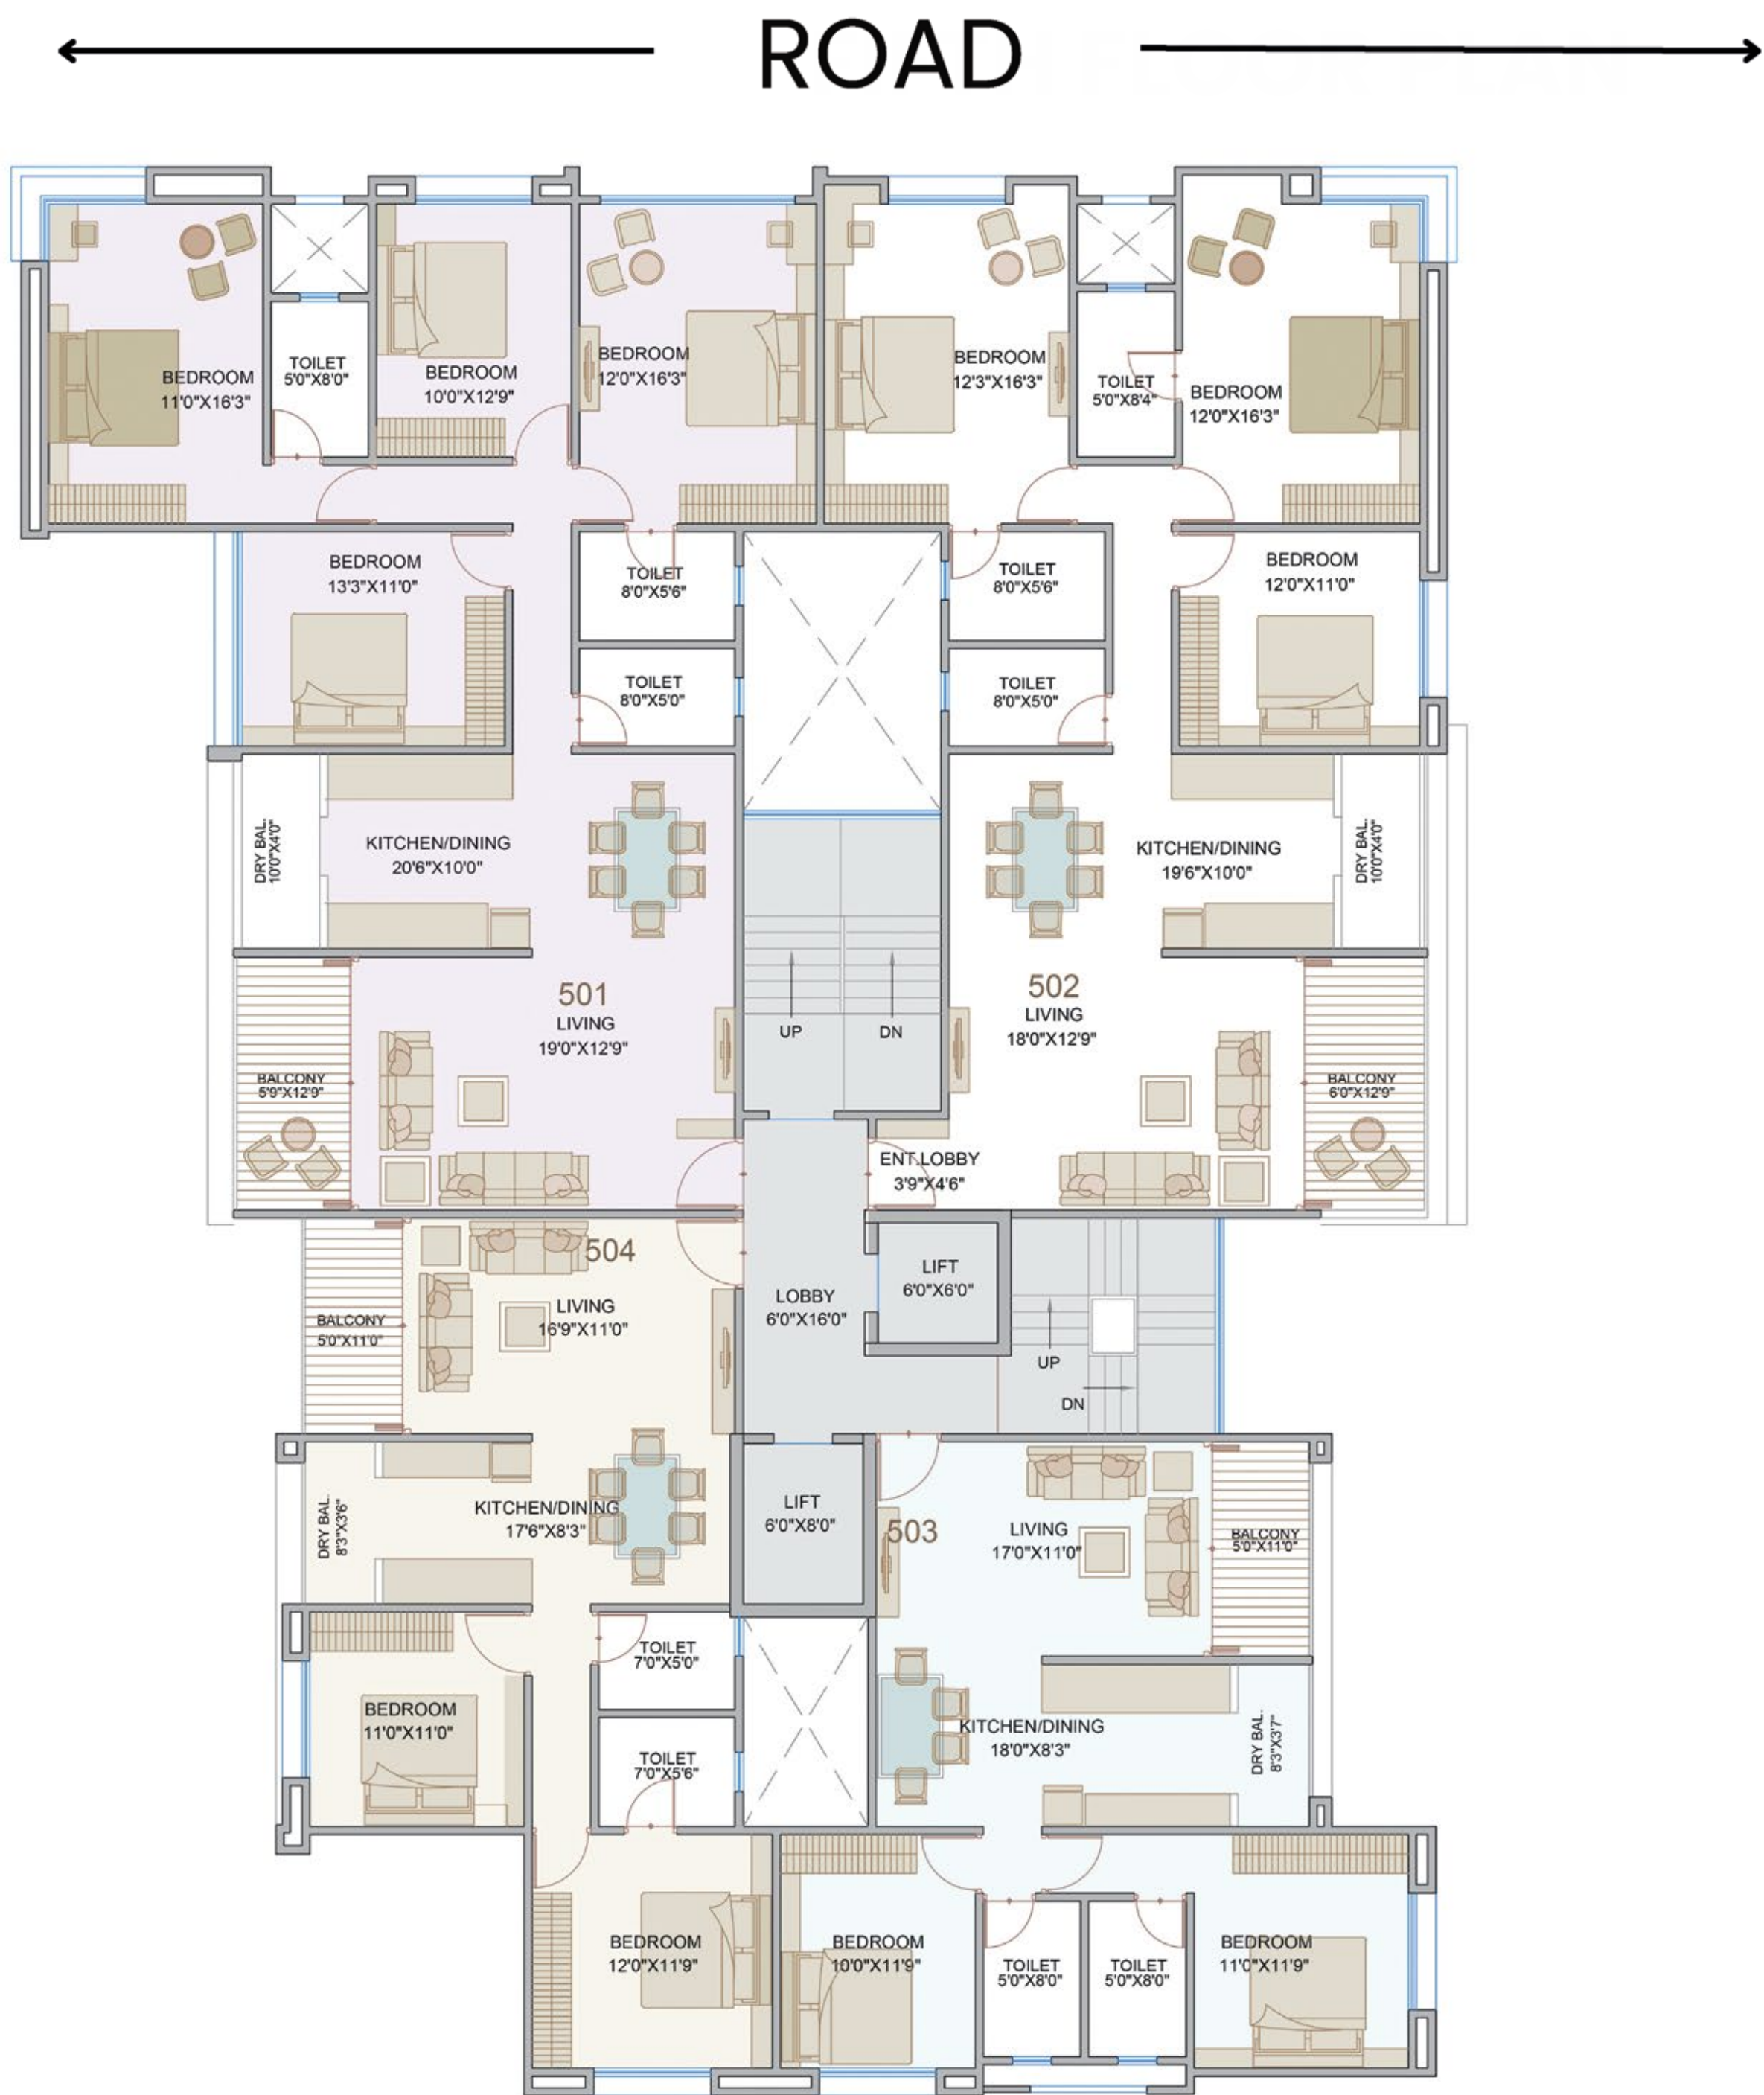 ROAD
BEDROOM
11'0"X16'3"
TOILET
5'0"X8'0"
BEDROOM
10'0"X12'9"
BEDROOM
12'0"X16'3"
BEDROOM
12'3"X16'3"
TOILET
5'0"X8'4"
BEDROOM
12'0"X16'3"
BEDROOM
13'3"X11'0"
TOILET
8'0"X5'6"
TOILET
8'0"X5'6"
BEDROOM
12'0"X11'0"
TOILET
8'0"X5'0"
TOILET
8'0"X5'0"
DRY BAL.
10'0"X4'0"
KITCHEN/DINING
20'6"X10'0"
KITCHEN/DINING
19'6"X10'0"
DRY BAL.
10'0"X4'0"
501
LIVING
19'0"X12'9"
502
LIVING
18'0"X12'9"
UP
DN
BALCONY
5'9"X12'9"
BALCONY
6'0"X12'9"
ENT.LOBBY
3'9"X4'6"
504
LIVING
16'9"X11'0"
BALCONY
5'0"X11'0"
LOBBY
6'0"X16'0"
LIFT
6'0"X6'0"
UP
DN
DRY BAL.
8'3"X3'6"
KITCHEN/DINING
17'6"X8'3"
LIFT
6'0"X8'0"
503
LIVING
17'0"X11'0"
BALCONY
5'0"X11'0"
TOILET
7'0"X5'0"
BEDROOM
11'0"X11'0"
TOILET
7'0"X5'6"
KITCHEN/DINING
18'0"X8'3"
DRY BAL.
8'3"X3'7"
BEDROOM
12'0"X11'9"
BEDROOM
10'0"X11'9"
TOILET
5'0"X8'0"
TOILET
5'0"X8'0"
BEDROOM
11'0"X11'9"